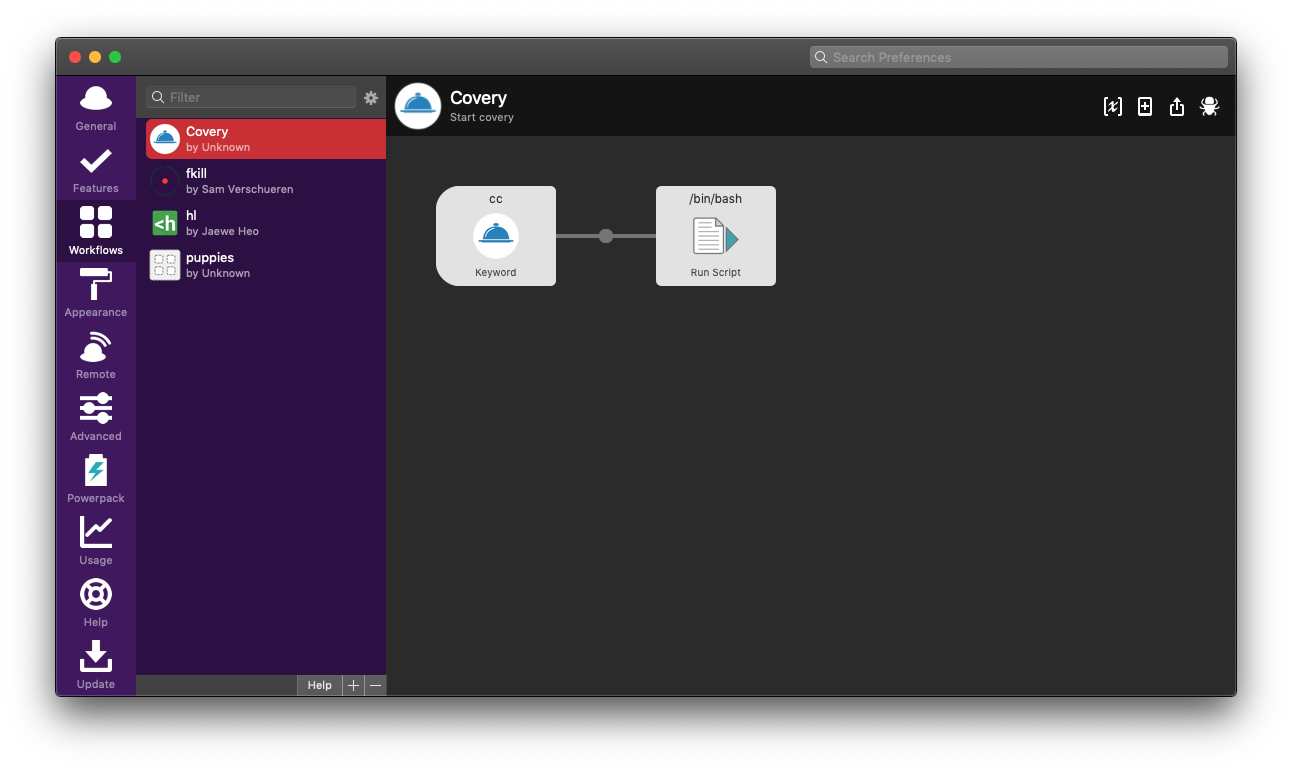 Search Preferences
General
Features
Workflows
Appearance
Remote
Advanced
Powerpack
Usage
Help
Update
Filter
Covery
by Unknown
fkill
by Sam Verschueren
<h
hl
by Jaewe Heo
puppies
by Unknown
Help
Covery
Start covery
[x]
cc
Keyword
/bin/bash
Run Script